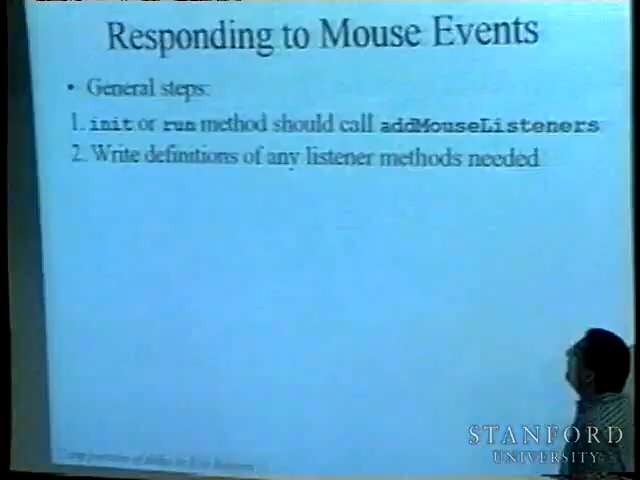 Responding to Mouse Events
• General steps:
1. init or run method should call addMouseListeners
2. Write definitions of any listener methods needed
STANFORD
UNIVERSITY